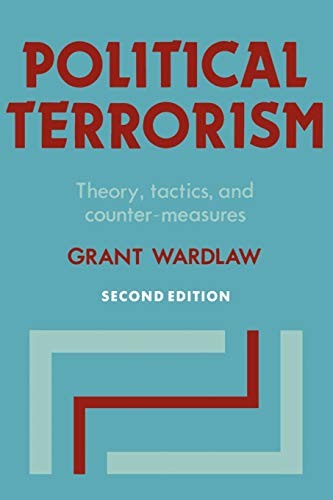 POLITICAL
TERRORISM
Theory, tactics, and
counter-measures
GRANT WARDLAW
SECOND EDITION